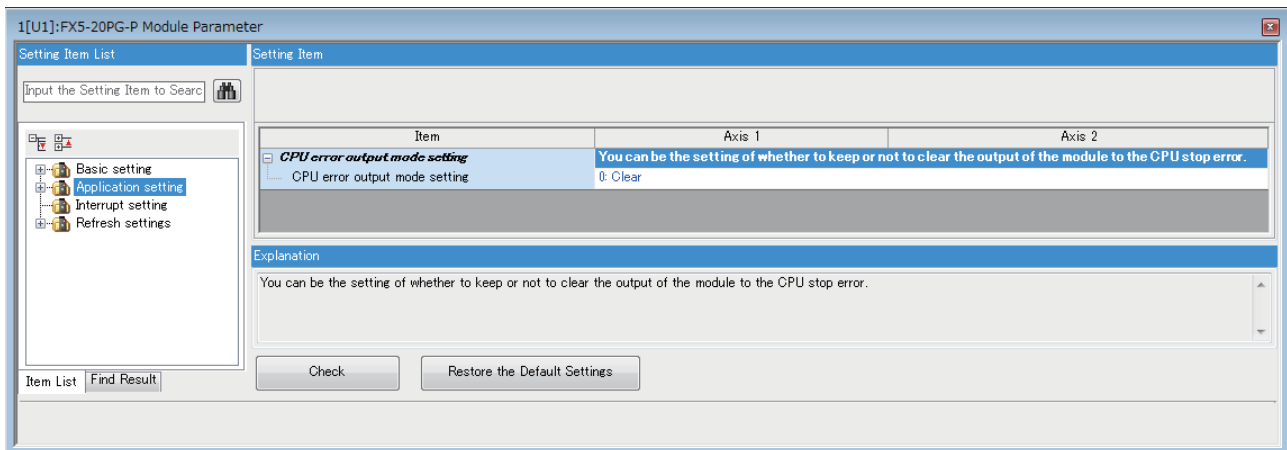 1[U1]:FX5-20PG-P Module Parameter
Setting Item List
Setting Item
Input the Setting Item to Searc
Item
Axis 1
Axis 2
CPU error output mode setting
You can be the setting of whether to keep or not to clear the output of the module to the CPU stop error.
CPU error output mode setting
0: Clear
Basic setting
Application setting
Interrupt setting
Refresh settings
Explanation
You can be the setting of whether to keep or not to clear the output of the module to the CPU stop error.
Check
Restore the Default Settings
Item List
Find Result